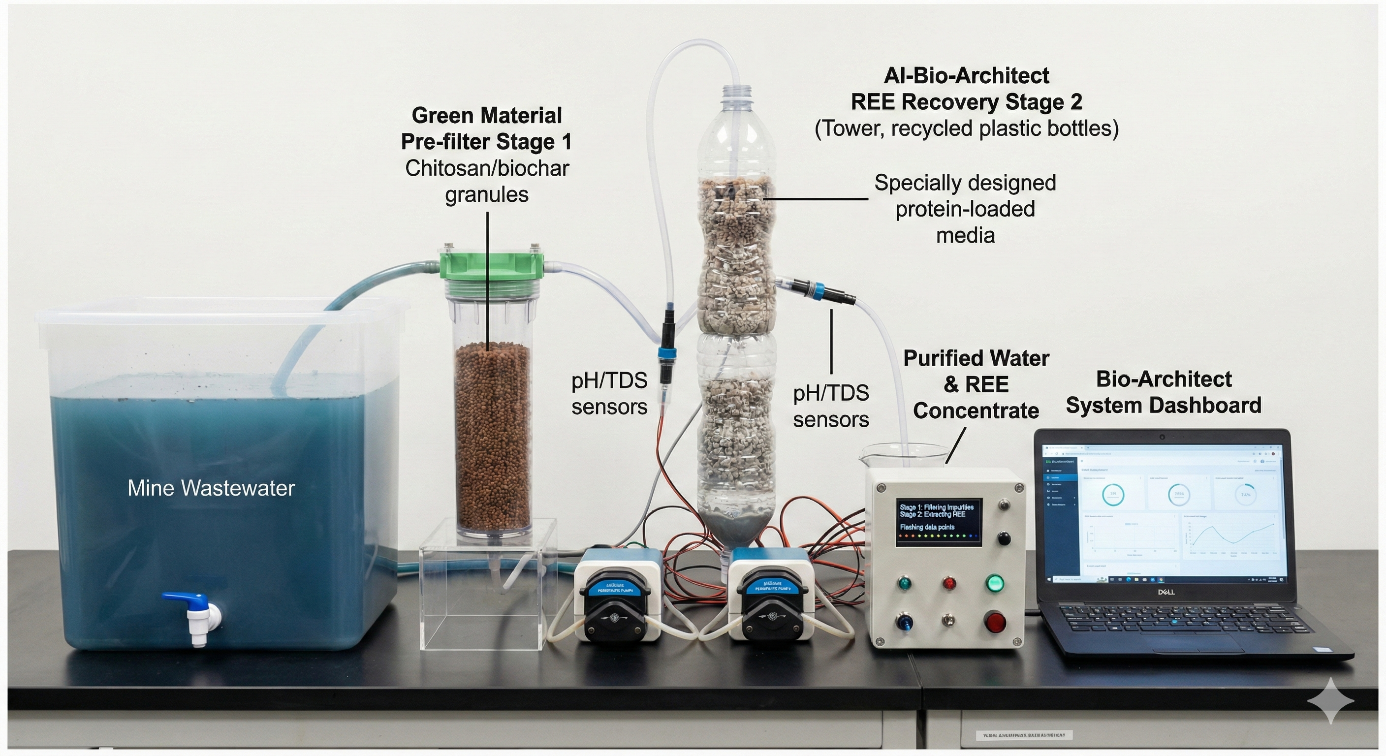 Green Material
Pre-filter Stage 1
Chitosan/biochar
granules
AI-Bio-Architect
REE Recovery Stage 2
(Tower, recycled plastic bottles)
Specially designed
protein-loaded
media
pH/TDS
sensors
pH/TDS
sensors
Purified Water
& REE
Concentrate
Bio-Architect
System Dashboard
Mine Wastewater
Stage 1: Filtering Impurities
Stage 2: Extracting REE
Flashing data points
DELL